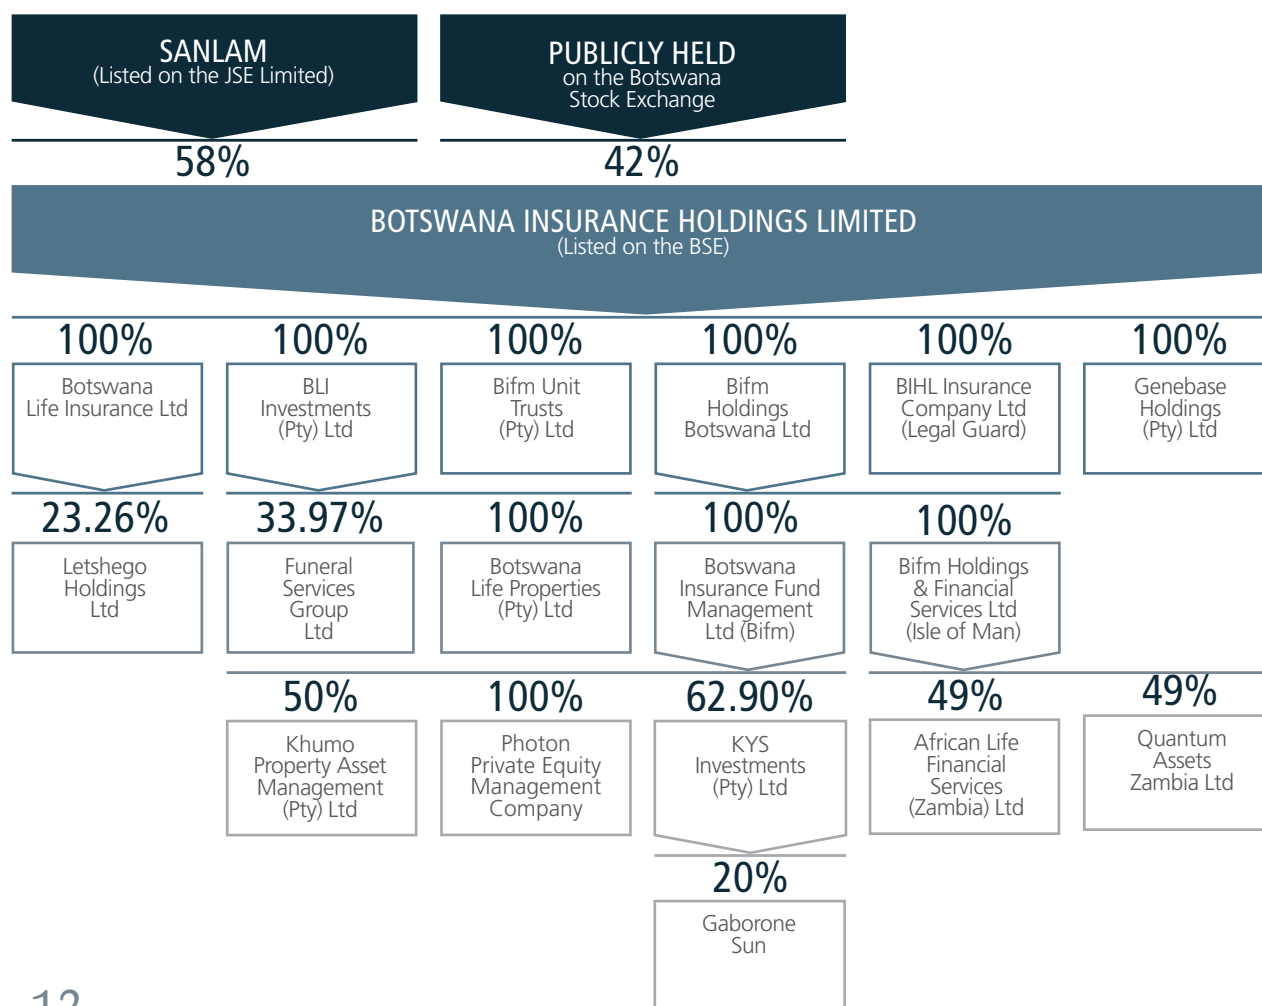 SANLAM
(Listed on the JSE Limited)
PUBLICLY HELD
on the Botswana
Stock Exchange
58%
42%
BOTSWANA INSURANCE HOLDINGS LIMITED
(Listed on the BSE)
100%
100%
100%
100%
100%
100%
Botswana
Life Insurance Ltd
BLI
Investments
(Pty) Ltd
Bifm Unit
Trusts
(Pty) Ltd
Bifm
Holdings
Botswana Ltd
BIHL Insurance
Company Ltd
(Legal Guard)
Genebase
Holdings
(Pty) Ltd
23.26%
33.97%
100%
100%
100%
Letshego
Holdings
Ltd
Funeral
Services
Group
Ltd
Botswana
Life Properties
(Pty) Ltd
Botswana
Insurance Fund
Management
Ltd (Bifm)
Bifm Holdings
& Financial
Services Ltd
(Isle of Man)
50%
100%
62.90%
49%
49%
Khumo
Property Asset
Management
(Pty) Ltd
Photon
Private Equity
Management
Company
KYS
Investments
(Pty) Ltd
African Life
Financial
Services
(Zambia) Ltd
Quantum
Assets
Zambia Ltd
20%
Gaborone
Sun